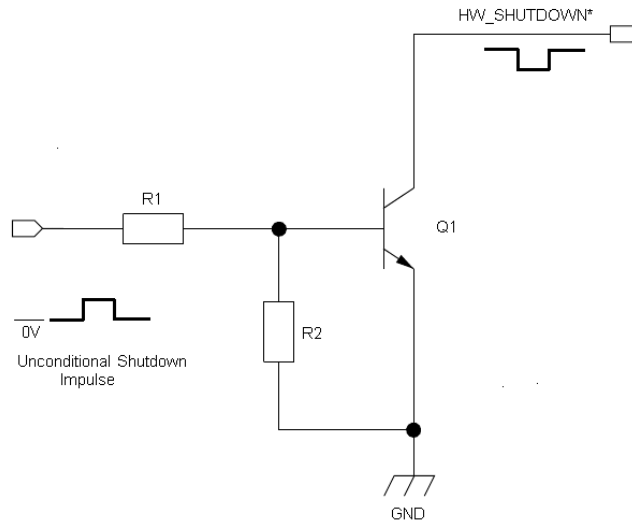 HW_SHUTDOWN*
R1
Q1
0V
R2
Unconditional Shutdown
Impulse
GND